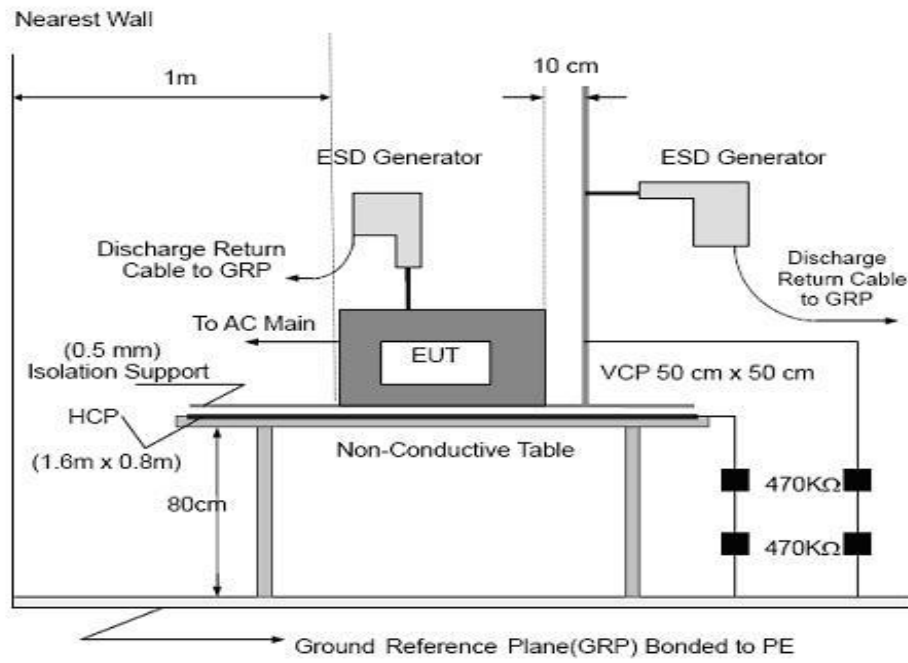 Nearest Wall
1m
10 cm
ESD Generator
ESD Generator
Discharge Return
Cable to GRP
Discharge
Return Cable
to GRP
To AC Main
EUT
(0.5 mm)
Isolation Support
VCP 50 cm x 50 cm
HCP
(1.6m x 0.8m)
Non-Conductive Table
80cm
470KΩ
470KΩ
Ground Reference Plane(GRP) Bonded to PE